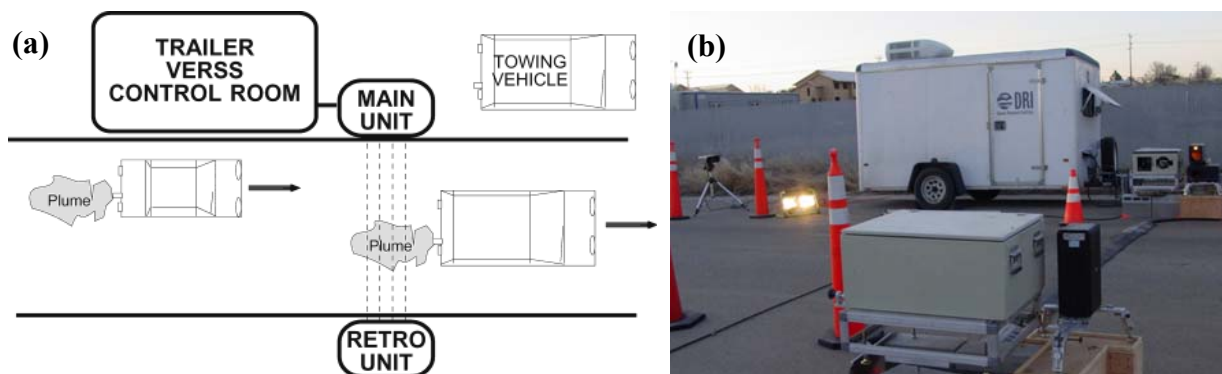 (a)
TRAILER
VERSS
CONTROL ROOM
MAIN
UNIT
TOWING
VEHICLE
Plume
Plume
RETRO
UNIT
(b)
DRI